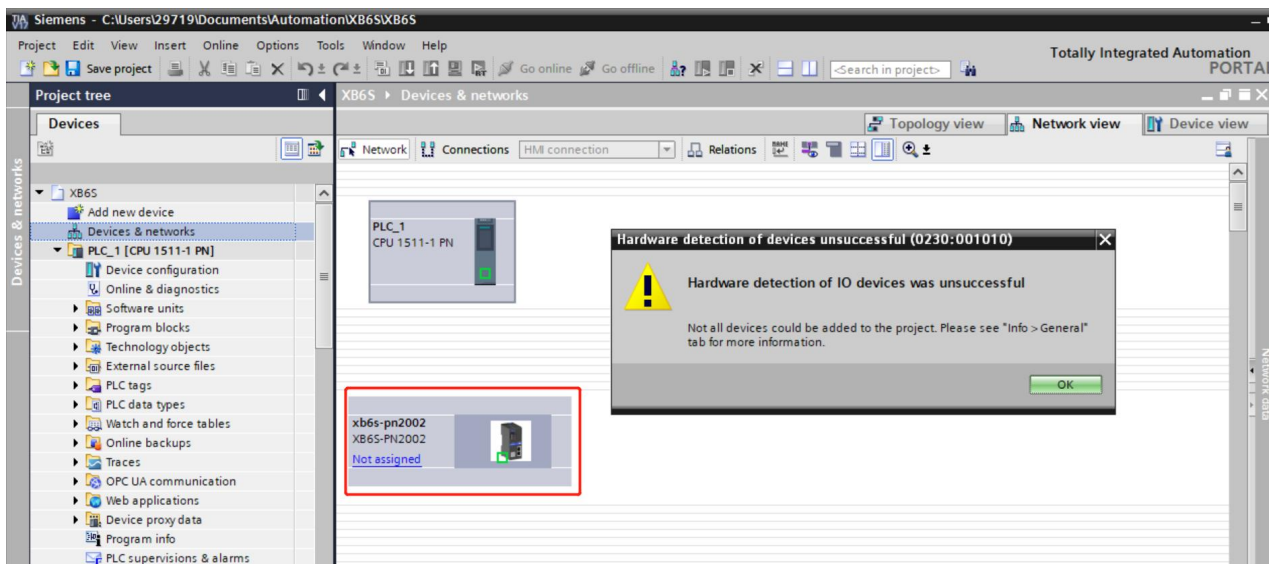 Siemens - C:\Users\29719\Documents\Automation\XB6S\XB6S
Project Edit View Insert Online Options Tools Window Help
Totally Integrated Automation
PORTAL
Save project
Go online
Go offline
<Search in project>
Project tree
XB6S ▸ Devices & networks
Devices
Topology view
Network view
Device view
Network
Connections
HMI connection
Relations
Devices & networks
XB6S
Add new device
Devices & networks
PLC_1 [CPU 1511-1 PN]
Device configuration
Online & diagnostics
Software units
Program blocks
Technology objects
External source files
PLC tags
PLC data types
Watch and force tables
Online backups
Traces
OPC UA communication
Web applications
Device proxy data
Program info
PLC supervisions & alarms
PLC_1
CPU 1511-1 PN
xb6s-pn2002
XB6S-PN2002
Not assigned
Hardware detection of devices unsuccessful (0230:001010)
Hardware detection of IO devices was unsuccessful
Not all devices could be added to the project. Please see "Info > General"
tab for more information.
OK
Network data